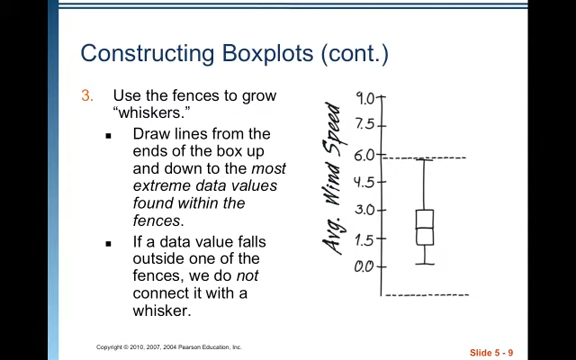 Constructing Boxplots (cont.)
3. Use the fences to grow
“whiskers.”
▪ Draw lines from the
ends of the box up
and down to the most
extreme data values
found within the
fences.
▪ If a data value falls
outside one of the
fences, we do not
connect it with a
whisker.
Avg. Wind Speed
9.0
7.5
6.0
4.5
3.0
1.5
0.0
Copyright © 2010, 2007, 2004 Pearson Education, Inc.
Slide 5 - 9